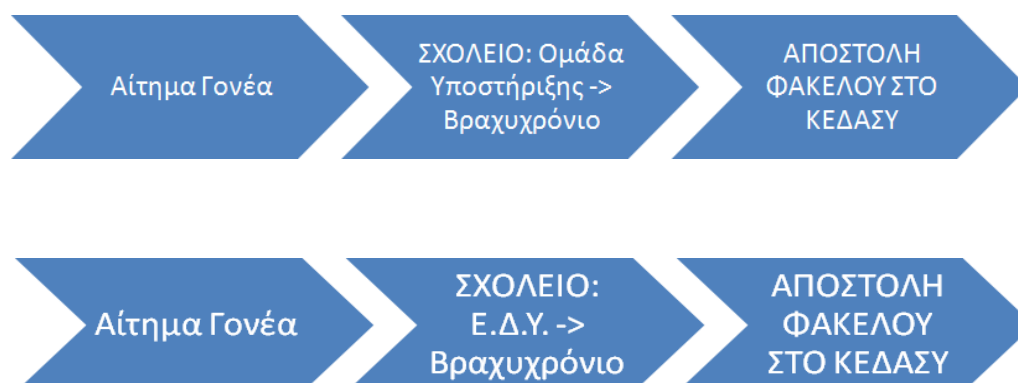 Αίτημα Γονέα
ΣΧΟΛΕΙΟ: Ομάδα
Υποστήριξης ->
Βραχυχρόνιο
ΑΠΟΣΤΟΛΗ
ΦΑΚΕΛΟΥ ΣΤΟ
ΚΕΔΑΣΥ
Αίτημα Γονέα
ΣΧΟΛΕΙΟ:
Ε.Δ.Υ. ->
Βραχυχρόνιο
ΑΠΟΣΤΟΛΗ
ΦΑΚΕΛΟΥ
ΣΤΟ ΚΕΔΑΣΥ